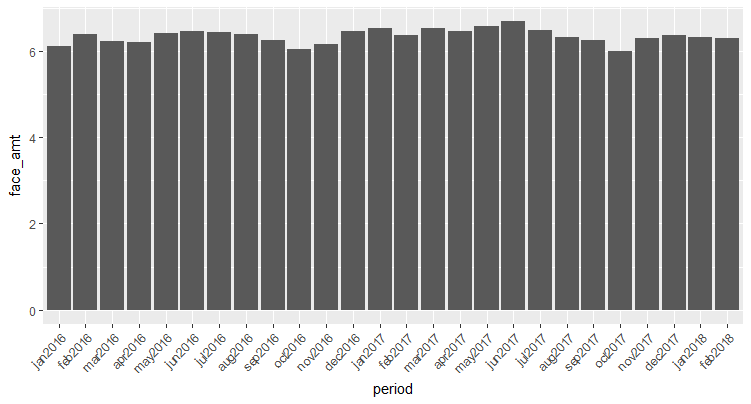 face_amt
6
4
2
0
jan2016
feb2016
mar2016
apr2016
may2016
jun2016
jul2016
aug2016
sep2016
oct2016
nov2016
dec2016
jan2017
feb2017
mar2017
apr2017
may2017
jun2017
jul2017
aug2017
sep2017
oct2017
nov2017
dec2017
jan2018
feb2018
period